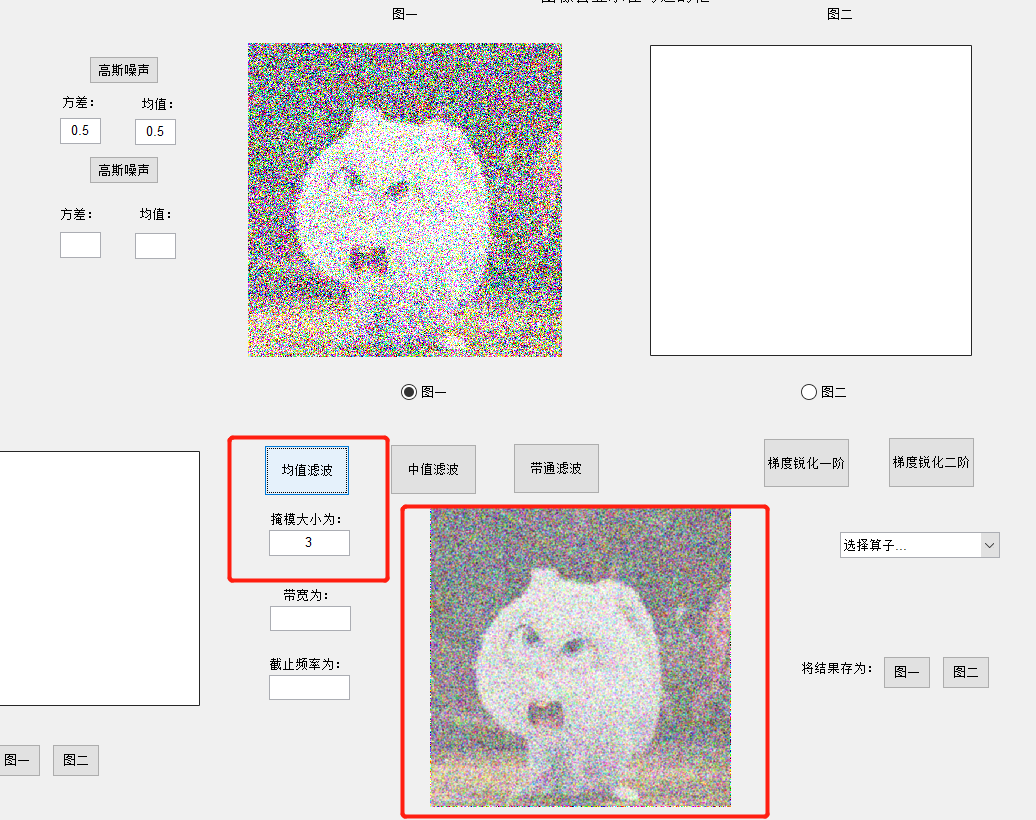 图一
图二
高斯噪声
方差： 均值：
0.5 0.5
高斯噪声
方差： 均值：
图一
图二
均值滤波 中值滤波 带通滤波 梯度锐化一阶 梯度锐化二阶
掩模大小为：
3
选择算子...
带宽为：
截止频率为：
将结果存为： 图一 图二
图一 图二